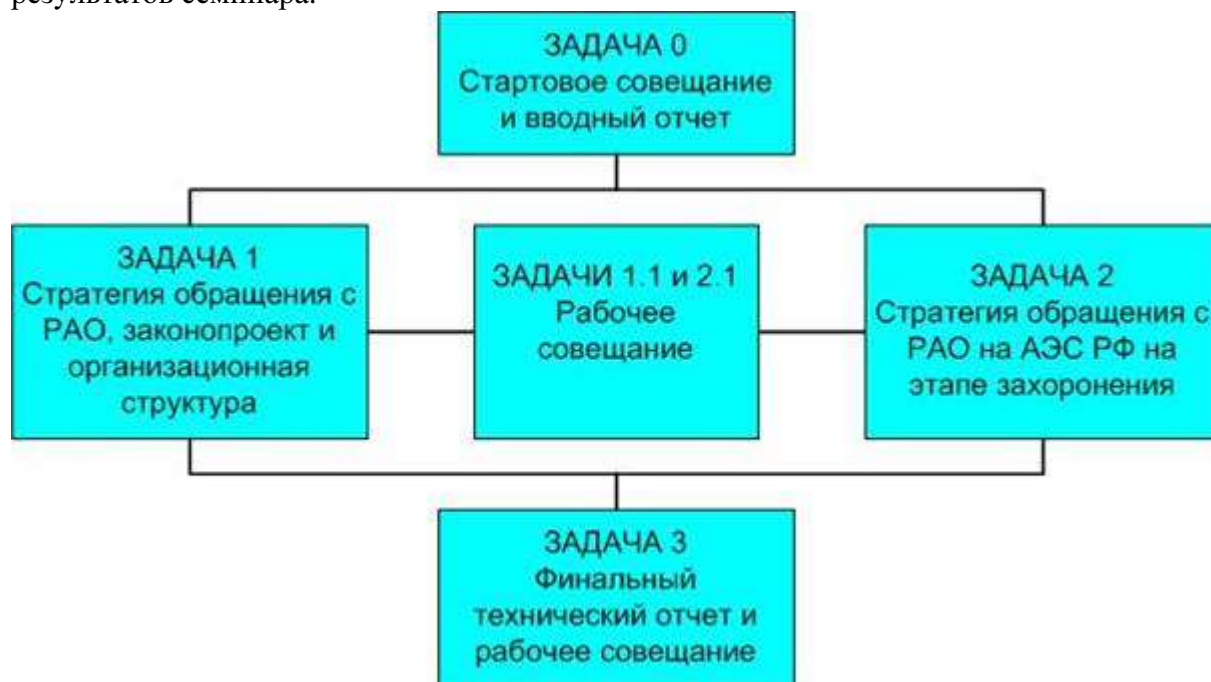 результатов семинара.
ЗАДАЧА 0
Стартовое совещание
и вводный отчет
ЗАДАЧА 1
Стратегия обращения с
РАО, законопроект и
организационная
структура
ЗАДАЧИ 1.1 и 2.1
Рабочее
совещание
ЗАДАЧА 2
Стратегия обращения с
РАО на АЭС РФ на
этапе захоронения
ЗАДАЧА 3
Финальный
технический отчет и
рабочее совещание